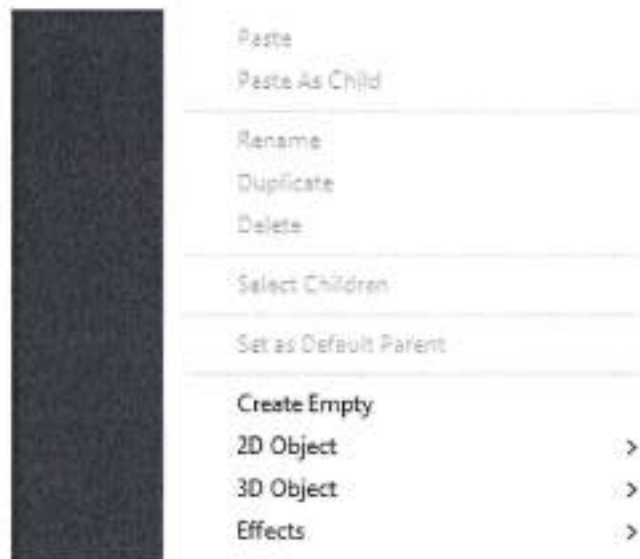 Paste
Paste As Child
Rename
Duplicate
Delete
Select Children
Set as Default Parent
Create Empty
2D Object
3D Object
Effects